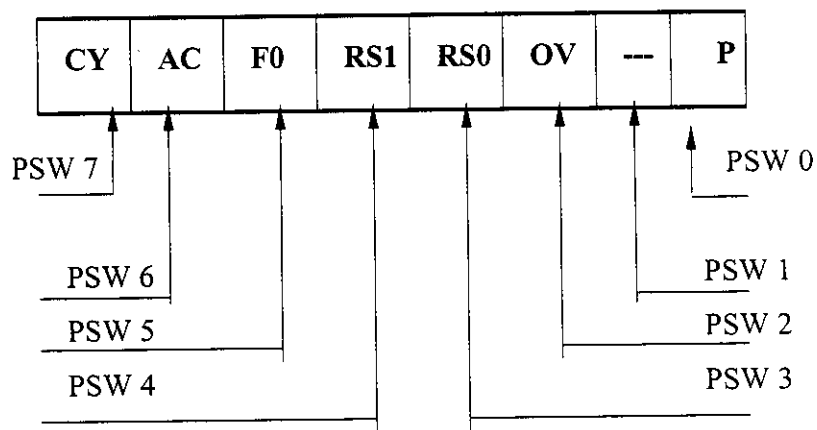 CY AC F0 RS1 RS0 OV --- P
PSW 7
PSW 0
PSW 6
PSW 1
PSW 5
PSW 2
PSW 4
PSW 3